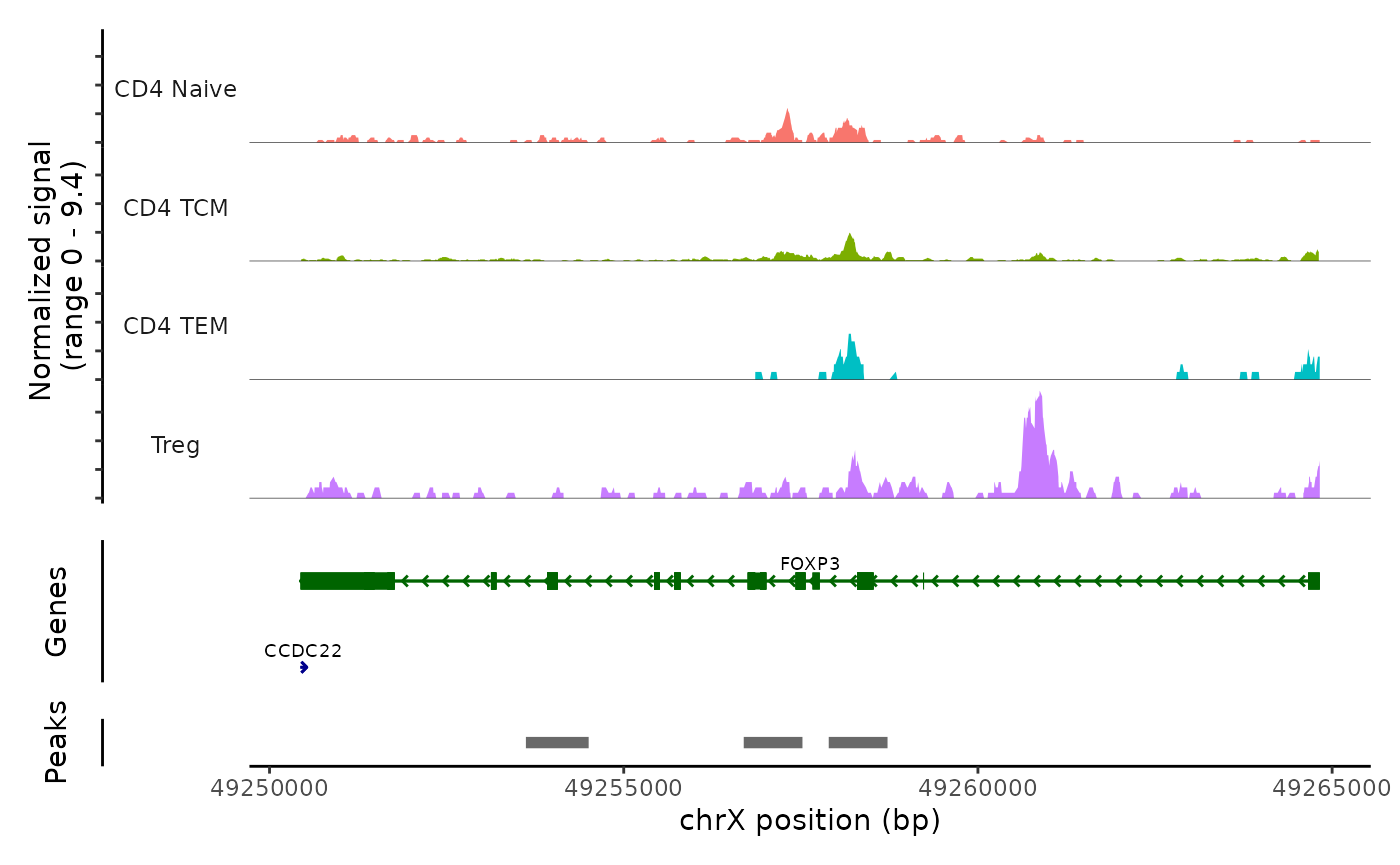 Normalized signal
(range 0 - 9.4)
CD4 Naive
CD4 TCM
CD4 TEM
Treg
Genes
FOXP3
CCDC22
Peaks
49250000 49255000 49260000 49265000
chrX position (bp)